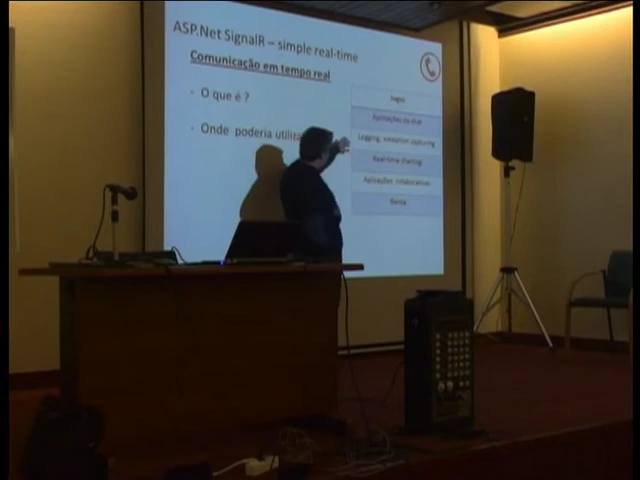 ASP.Net SignalR – simple real-time
Comunicação em tempo real
- O que é ?
- Onde poderia utiliza
Jogos
Aplicações de chat
Logging, exception capturing
Real-time charting
Aplicações colaborativas